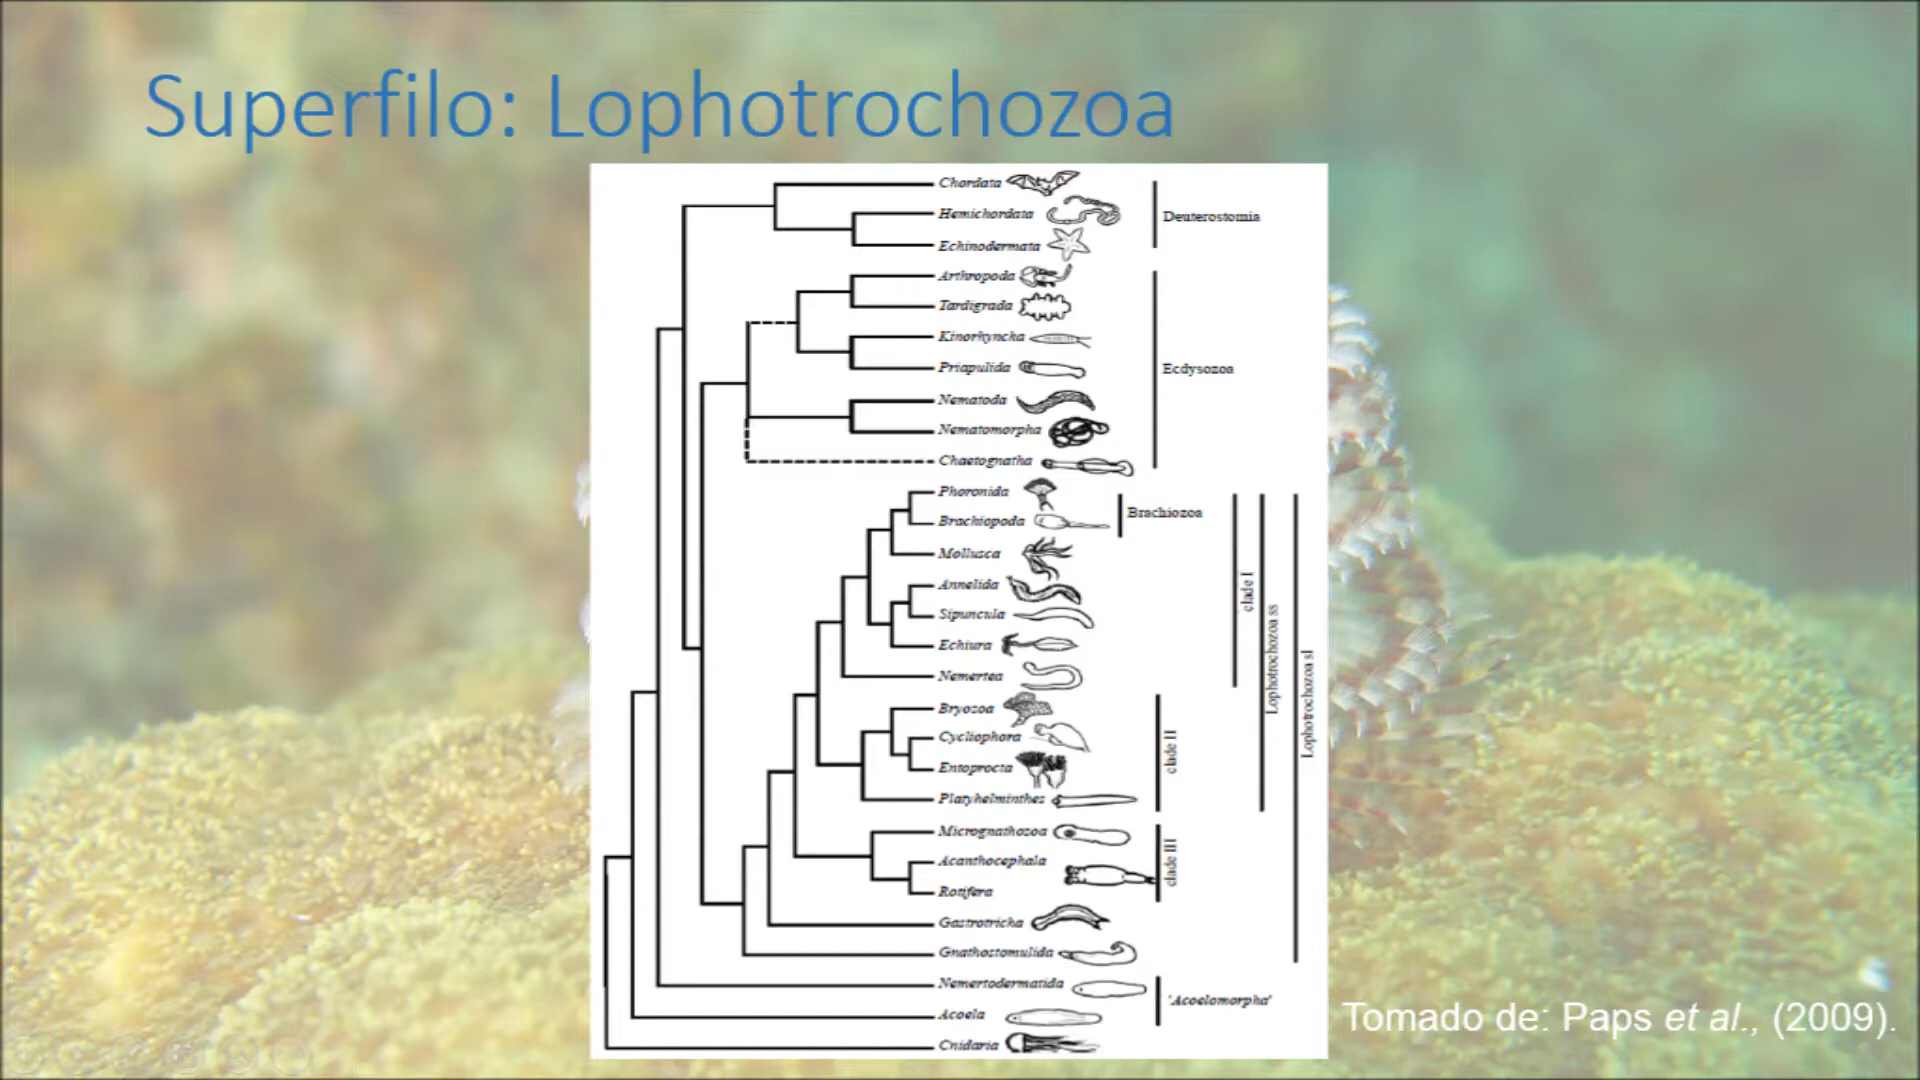 Superfilo: Lophotrochozoa
Chordata
Hemichordata
Deuterostomia
Echinodermata
Arthropoda
Tardigrada
Kinorhyncha
Priapulida
Ecdysozoa
Nematoda
Nematomorpha
Chaetognatha
Phoronida
Brachiopoda
Brachiozoa
Mollusca
Annelida
Sipuncula
Echiura
Nemertea
clade I
Lophotrochozoa ss
Lophotrochozoa sl
Bryozoa
Cycliophora
Entoprocta
Platyhelminthes
clade II
Micrognathozoa
Acanthocephala
Rotifera
clade III
Gastrotricha
Gnathostomulida
Nemertodermatida
Acoela
'Acoelomorpha'
Cnidaria
Tomado de: Paps et al., (2009).